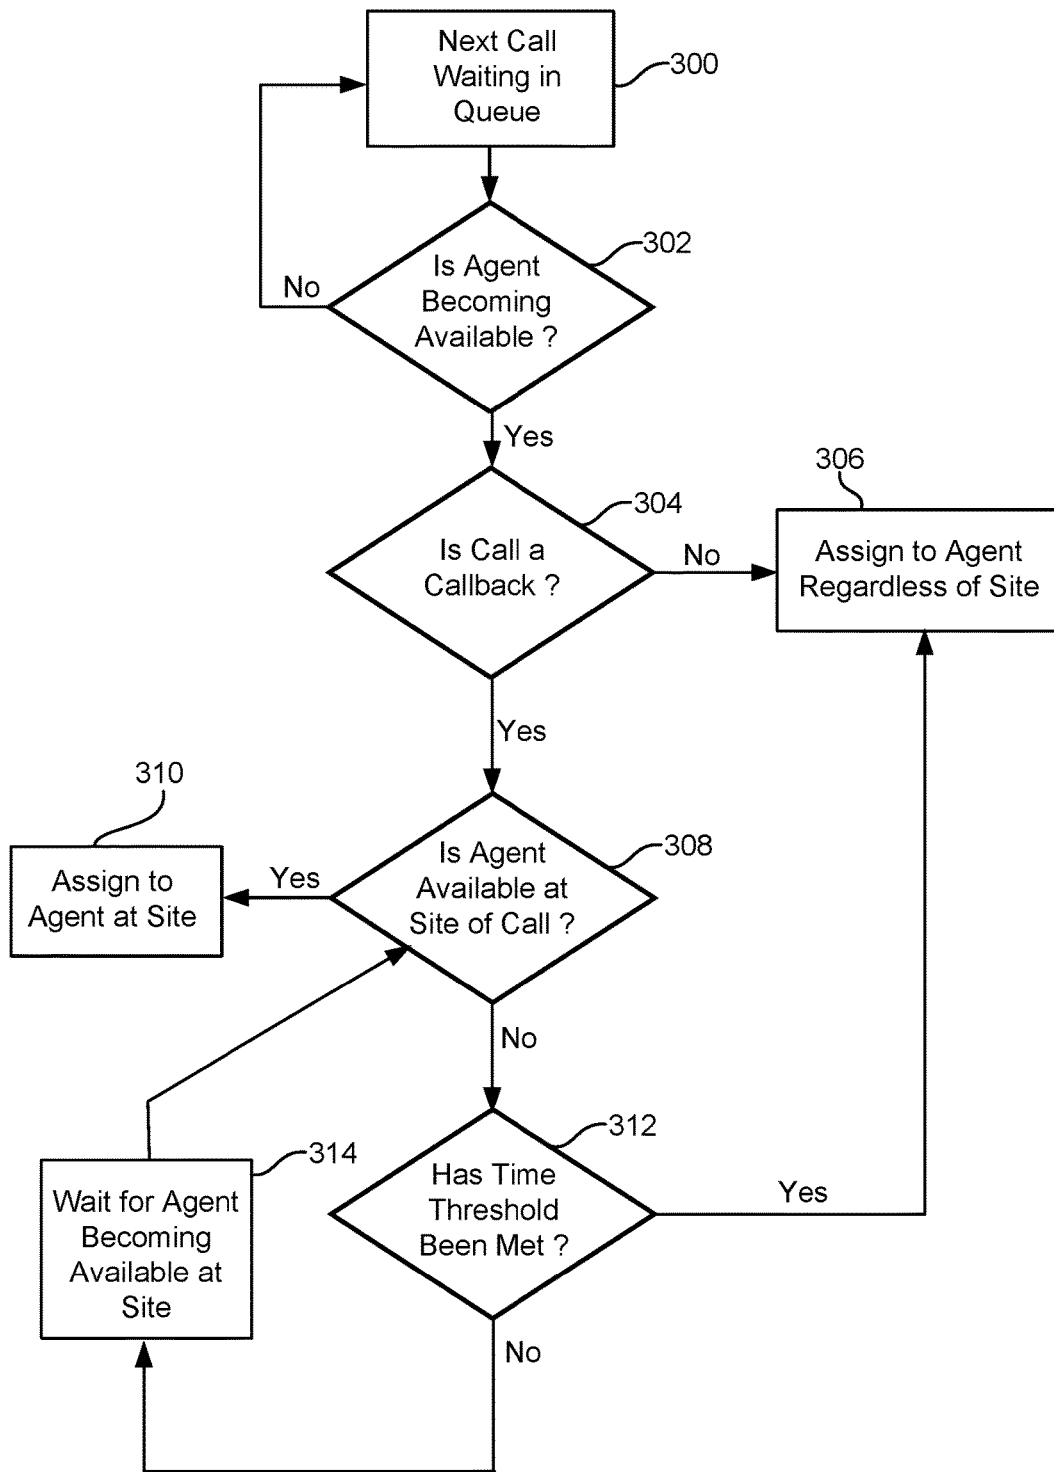 Next Call
Waiting in
Queue
300
302
Is Agent
Becoming
Available ?
No
Yes
304
Is Call a
Callback ?
No
306
Assign to Agent
Regardless of Site
Yes
308
Is Agent
Available at
Site of Call ?
Yes
310
Assign to
Agent at Site
No
312
Has Time
Threshold
Been Met ?
Yes
No
314
Wait for Agent
Becoming
Available at
Site